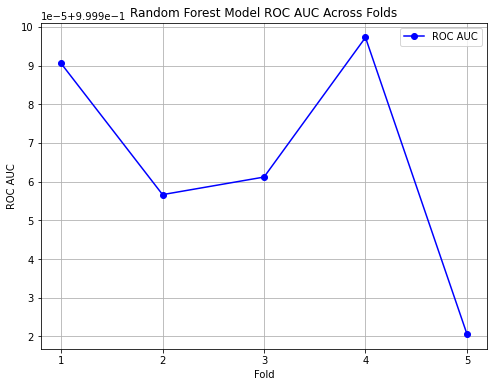 Random Forest Model ROC AUC Across Folds
1e-5+9.999e-1
10
9
8
7
6
5
4
3
2
ROC AUC
ROC AUC
1 2 3 4 5
Fold